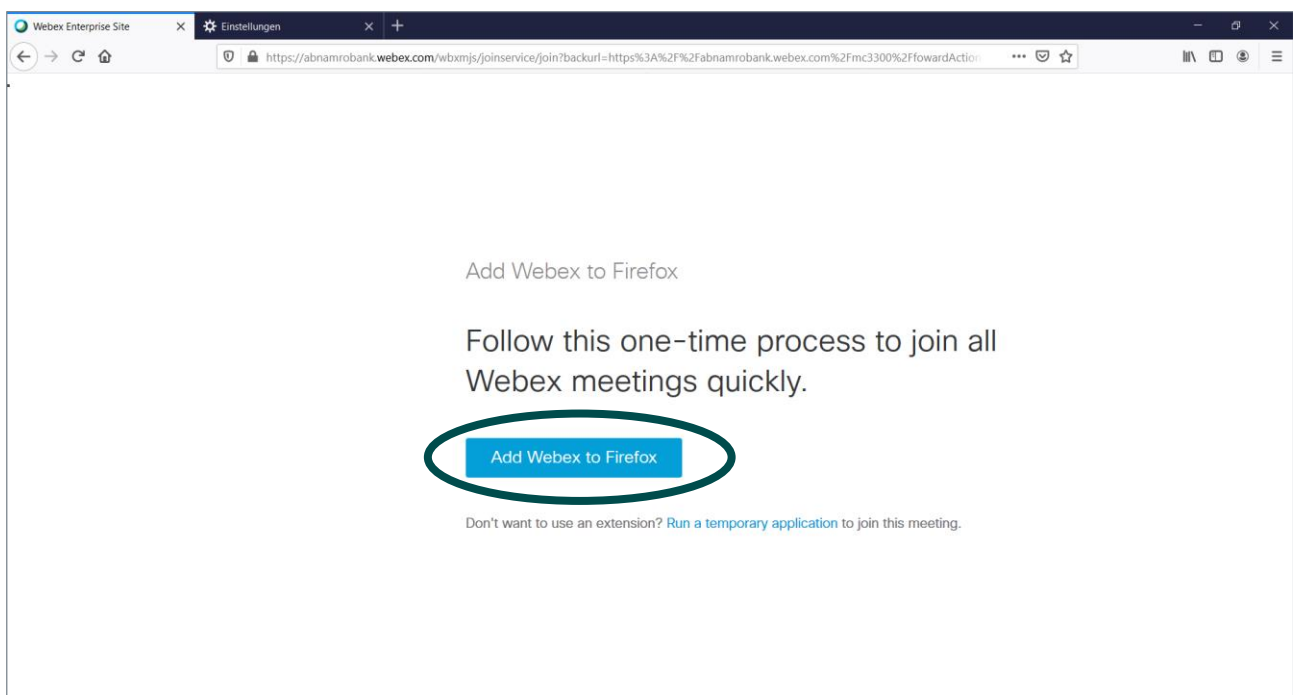 Webex Enterprise Site
Einstellungen
https://abnamrobank.webex.com/wbxmjs/joinservice/join?backurl=https%3A%2F%2Fabnamrobank.webex.com%2Fmc3300%2FfowardAction
Add Webex to Firefox
Follow this one-time process to join all
Webex meetings quickly.
Add Webex to Firefox
Don't want to use an extension? Run a temporary application to join this meeting.